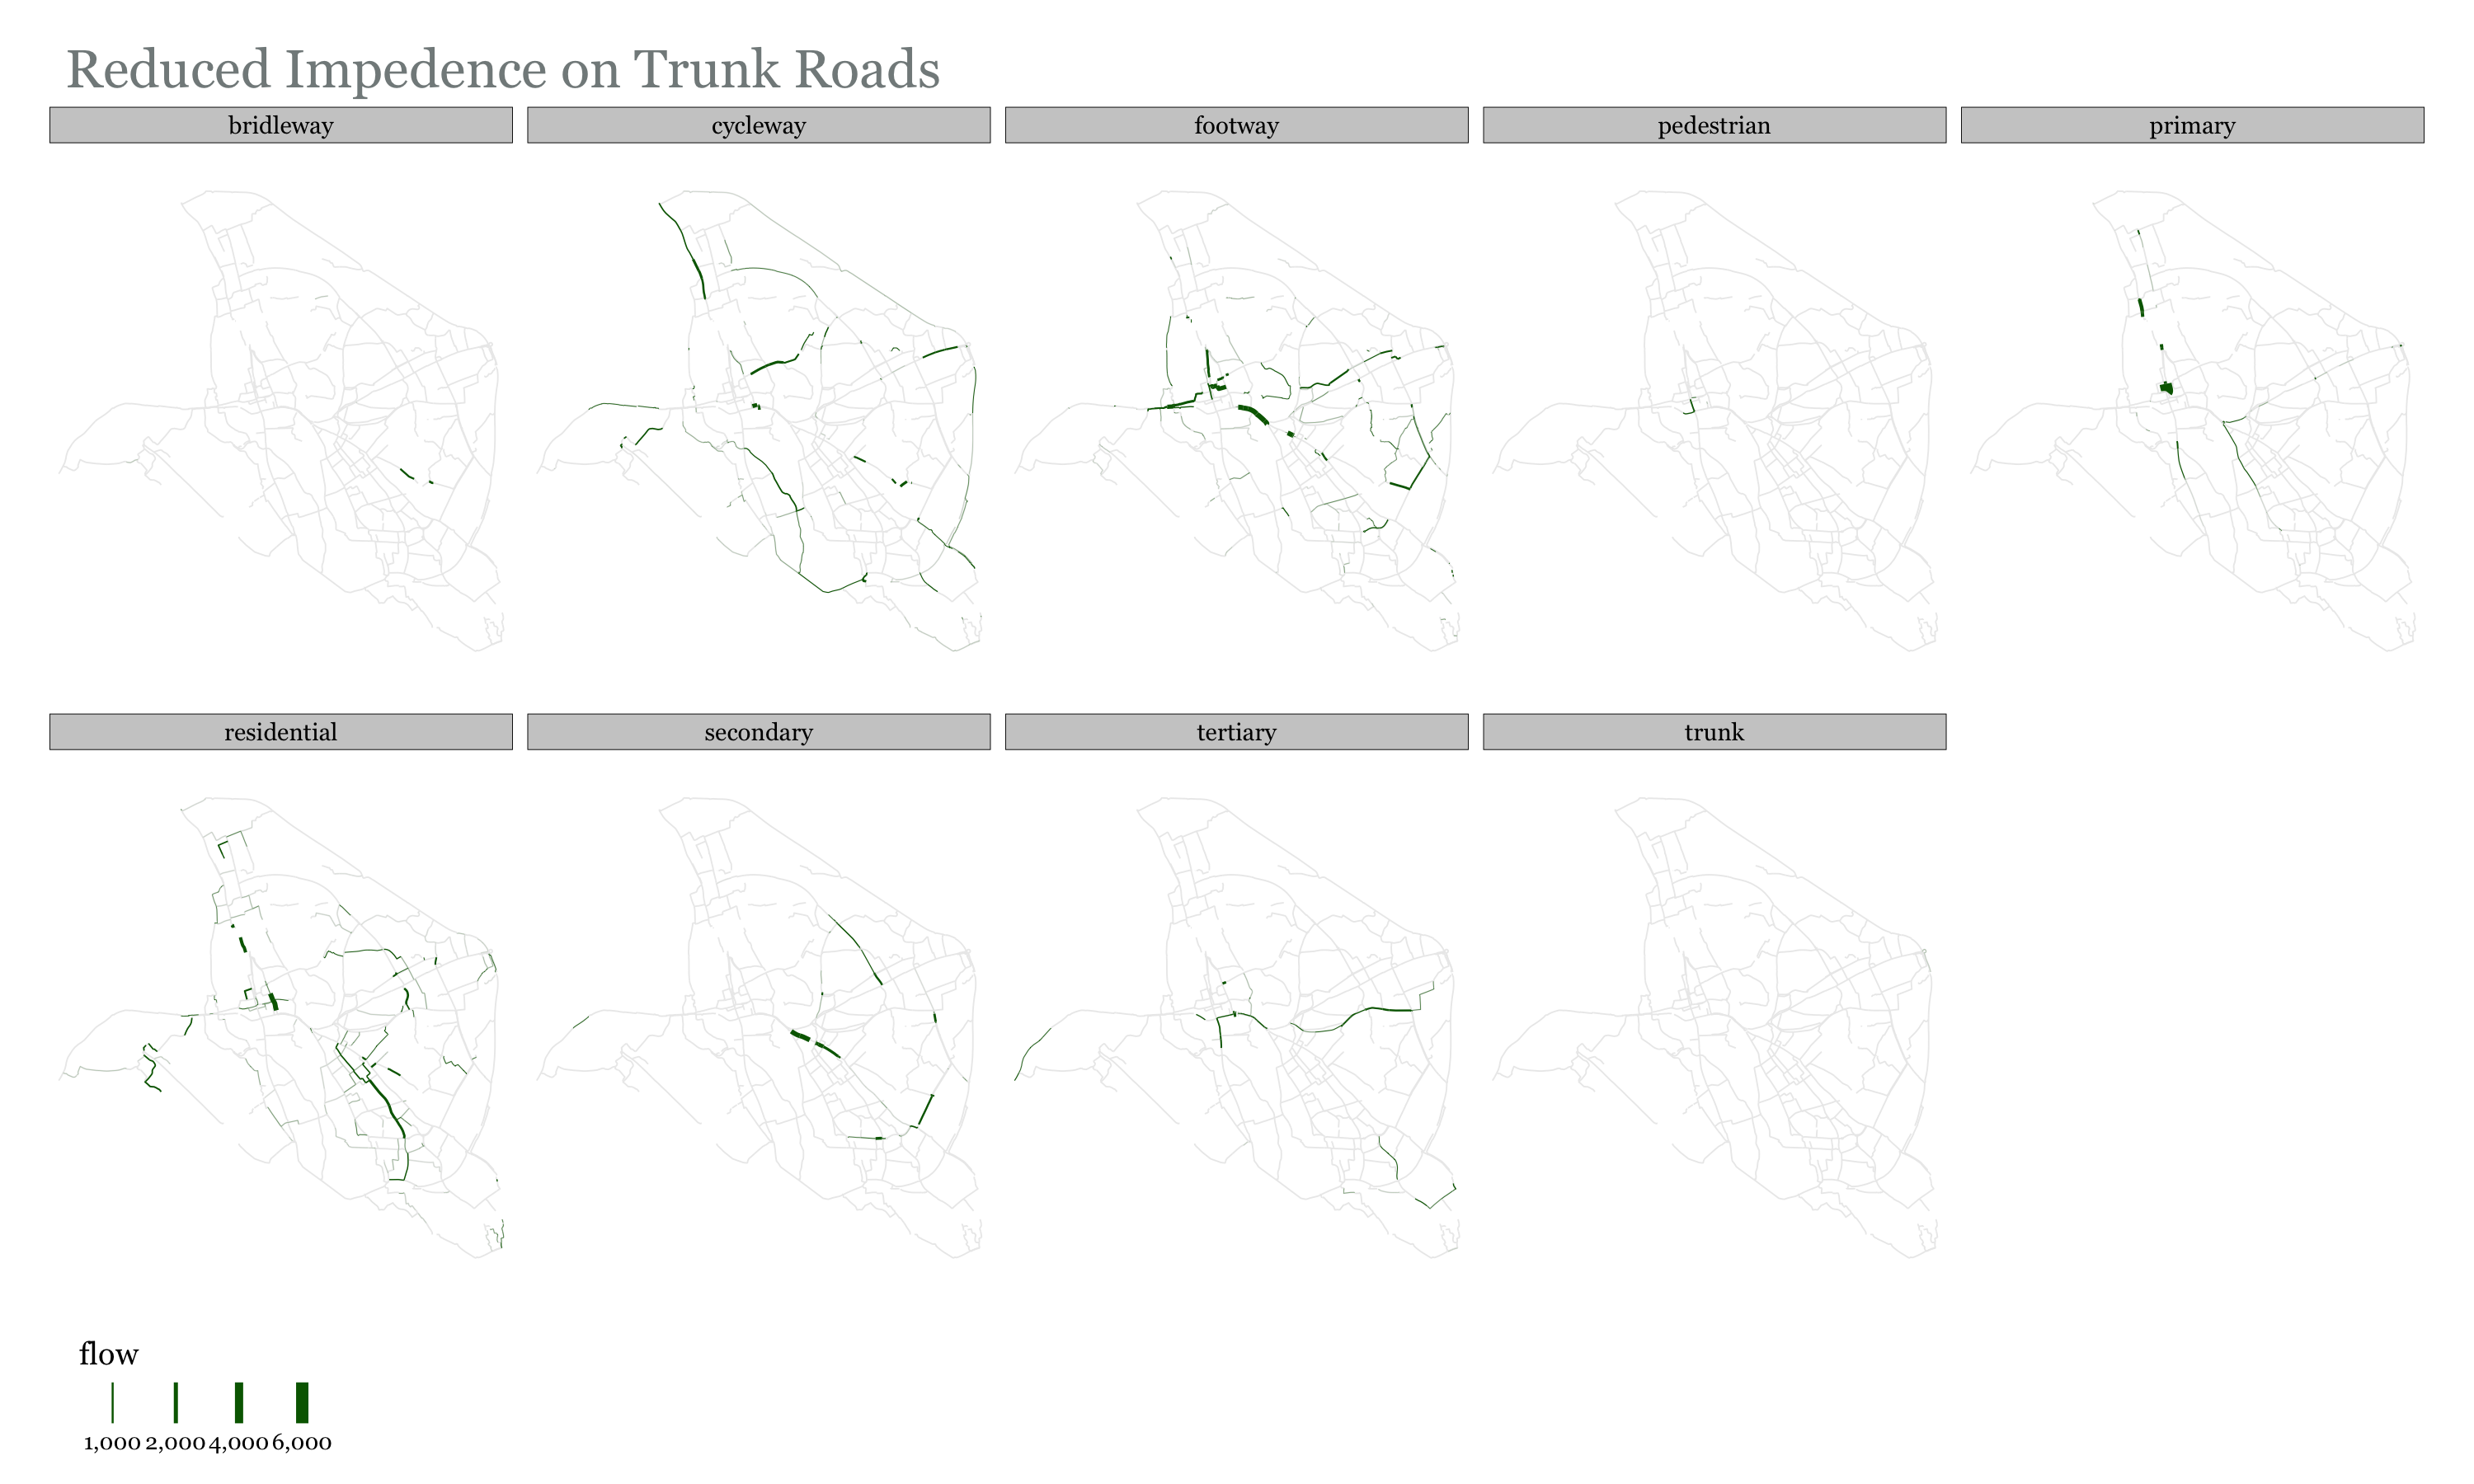 Reduced Impedence on Trunk Roads
bridleway cycleway footway pedestrian primary
residential secondary tertiary trunk
flow
1,000 2,000 4,000 6,000